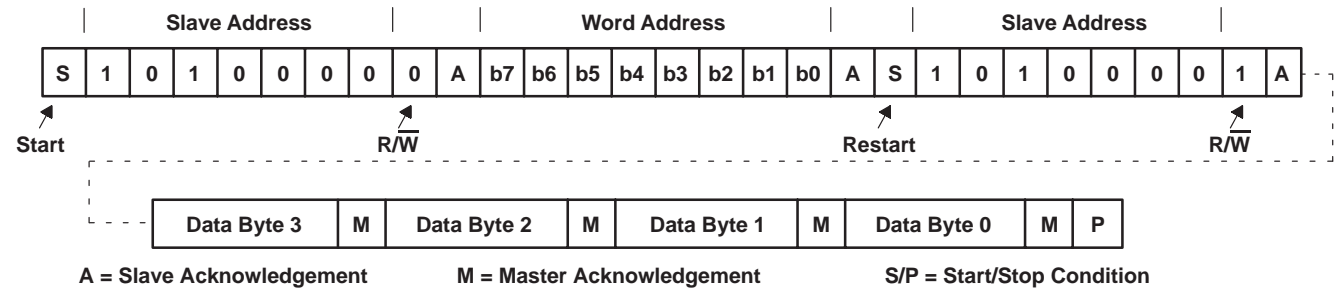 Slave Address Word Address Slave Address
S 1 0 1 0 0 0 0 0 A b7 b6 b5 b4 b3 b2 b1 b0 A S 1 0 1 0 0 0 0 1 A
Start R/W̅ Restart R/W̅
Data Byte 3 M Data Byte 2 M Data Byte 1 M Data Byte 0 M P
A = Slave Acknowledgement M = Master Acknowledgement S/P = Start/Stop Condition